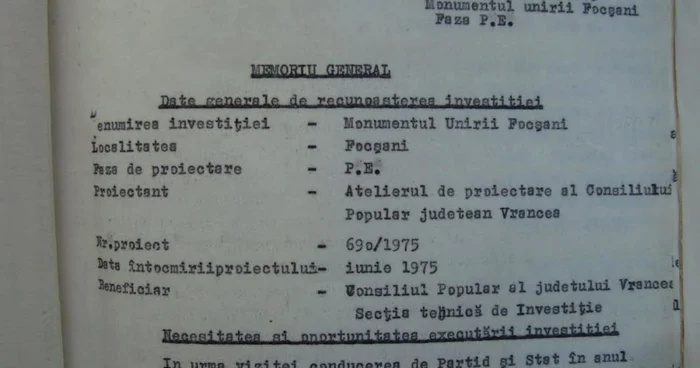 Monumentul unirii Focşani
Faza P.E.
MEMORIU GENERAL
Date generale de recunoasterea investitiei
Denumirea investiţiei - Monumentul Unirii Focşani
Localitatea - Focşani
Faza de proiectare - P.E.
Proiectant - Atelierul de proiectare al Consiliului
Popular judetean Vrancea
Nr.proiect - 690/1975
Data întocmiriiproiectului- iunie 1975
Beneficiar - Consiliul Popular al judetului Vrancea
Secţia tehnică de Investiţie
Necesitatea si oportunitatea executării investitiei
In urma vizitei conducerea de Partid şi Stat în anul